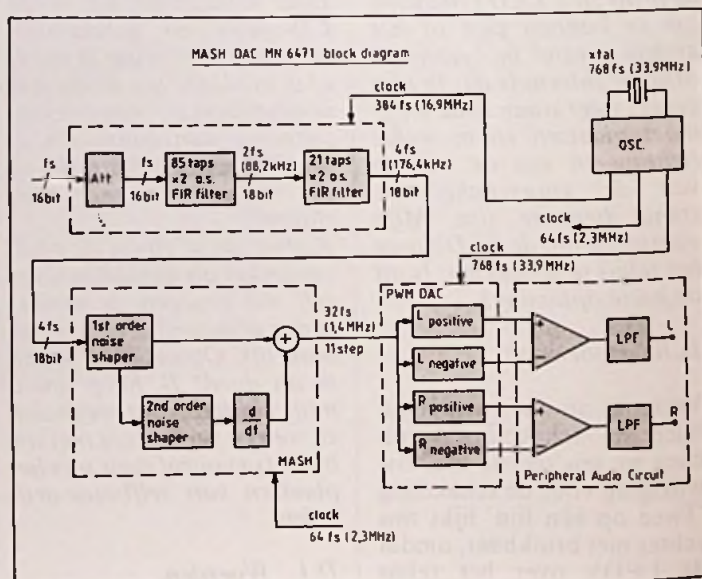 MASH DAC MN 6471 block diagram
xtal
768 fs (33,9MHz)
clock
384 fs (16,9MHz)
OSC.
clock
64 fs (2,3MHz)
fs
16bit
Att
fs
16bit
85 taps
×2 o.s.
FIR filter
2fs
(88,2kHz)
18bit
21 taps
×2 o.s.
FIR filter
4fs
(176,4kHz)
18bit
clock
768 fs (33,9MHz)
4fs
18bit
1st order
noise
shaper
2nd order
noise
shaper
d
df
+
MASH
32fs
(1,4MHz)
11step
clock
64 fs (2,3MHz)
PWM DAC
L positive
L negative
R positive
R negative
+
-
+
-
LPF
L
LPF
R
Peripheral Audio Circuit